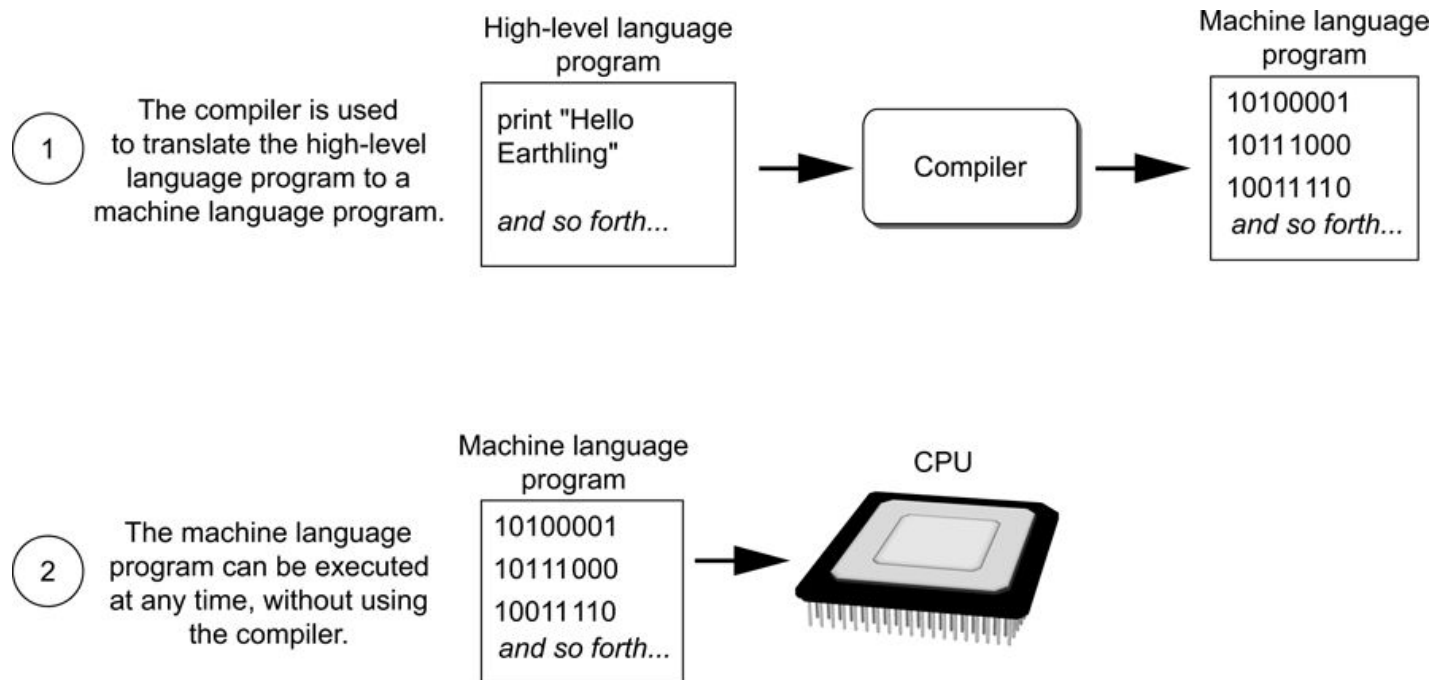 High-level language
program
Machine language
program
1
The compiler is used
to translate the high-level
language program to a
machine language program.
print "Hello
Earthling"
and so forth...
Compiler
10100001
10111000
10011110
and so forth...
Machine language
program
CPU
2
The machine language
program can be executed
at any time, without using
the compiler.
10100001
10111000
10011110
and so forth...